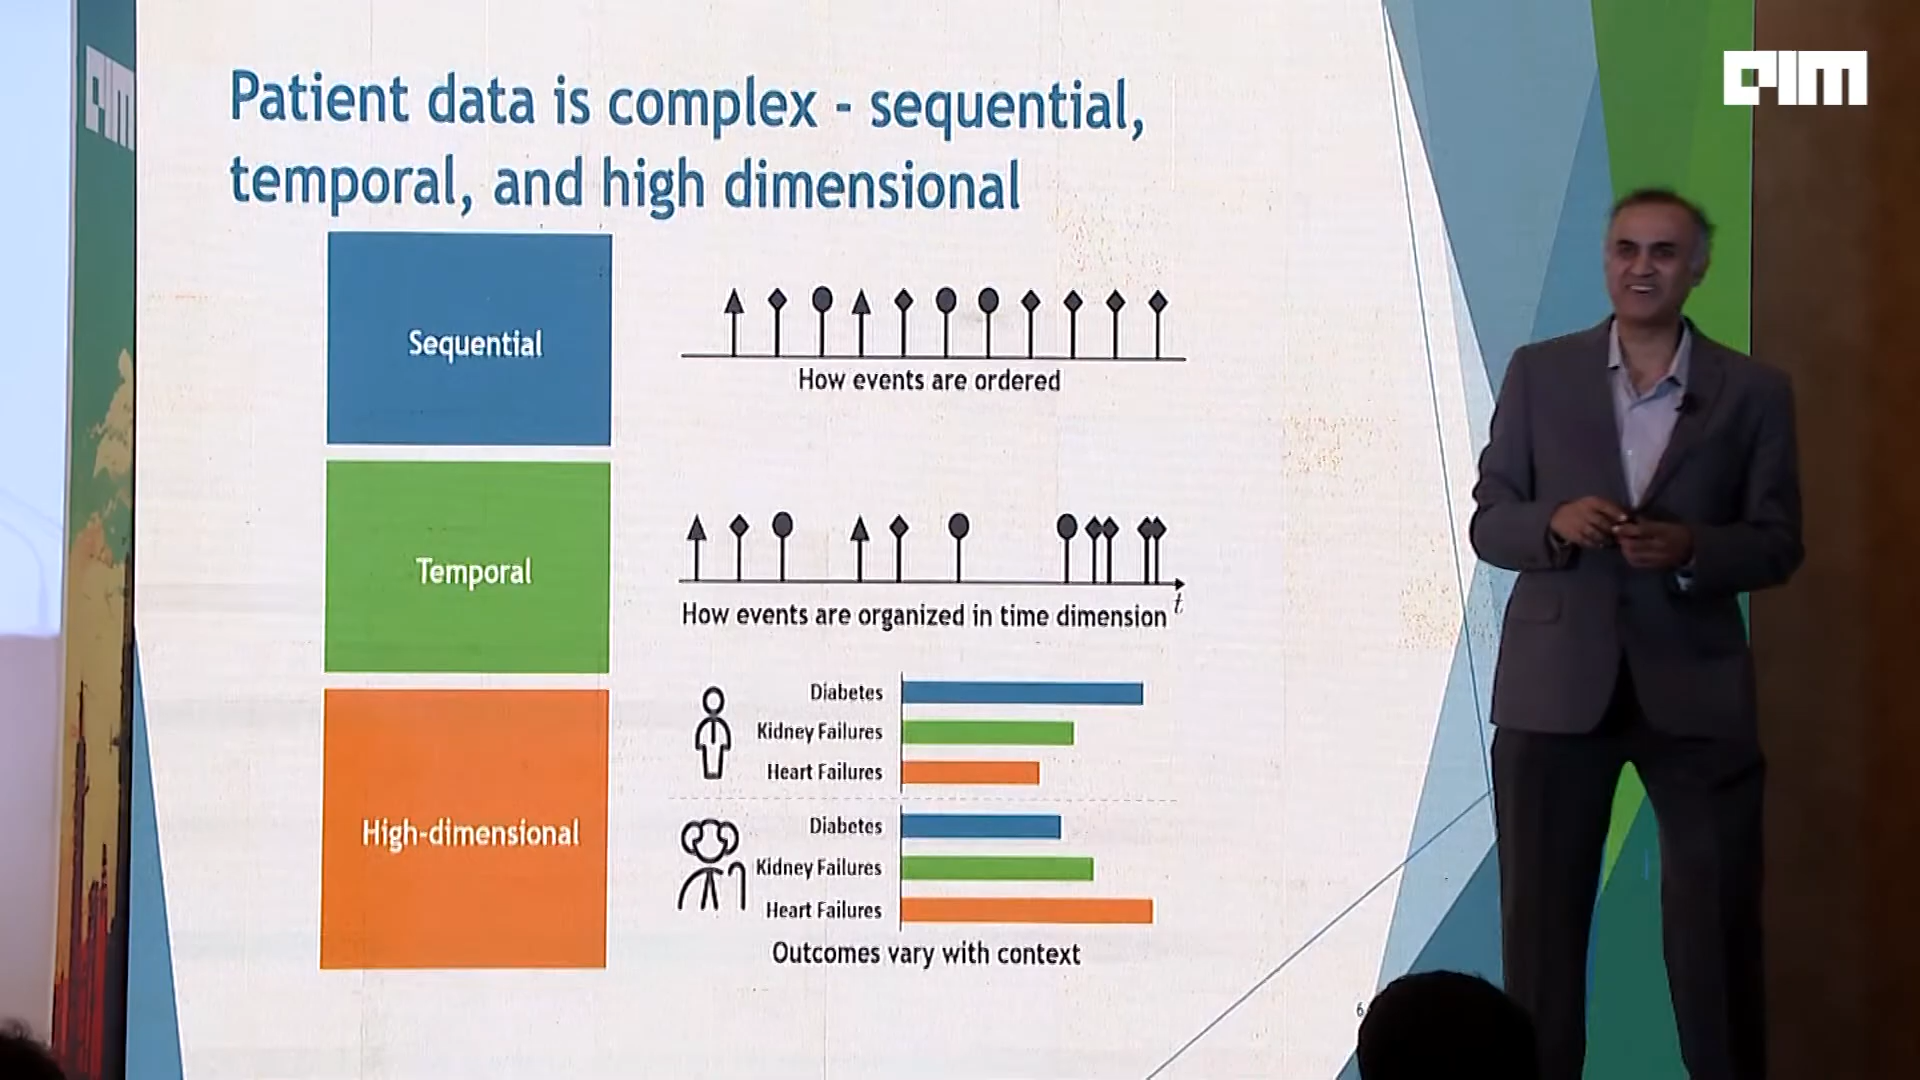 Patient data is complex - sequential,
temporal, and high dimensional
AIM
AIM
Sequential
How events are ordered
Temporal
t
How events are organized in time dimension
High-dimensional
Diabetes
Kidney Failures
Heart Failures
Diabetes
Kidney Failures
Heart Failures
Outcomes vary with context
6